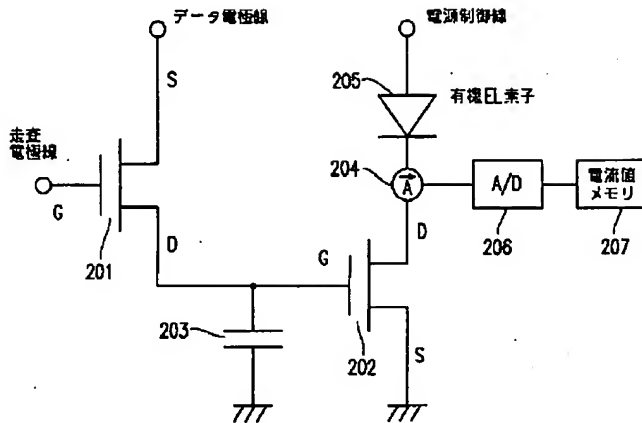 データ電極線
電源制御線
S
205
有機EL素子
走査
電極線
204
A
A/D
電流値
メモリ
G
D
206
207
201
D
G
203
202
S